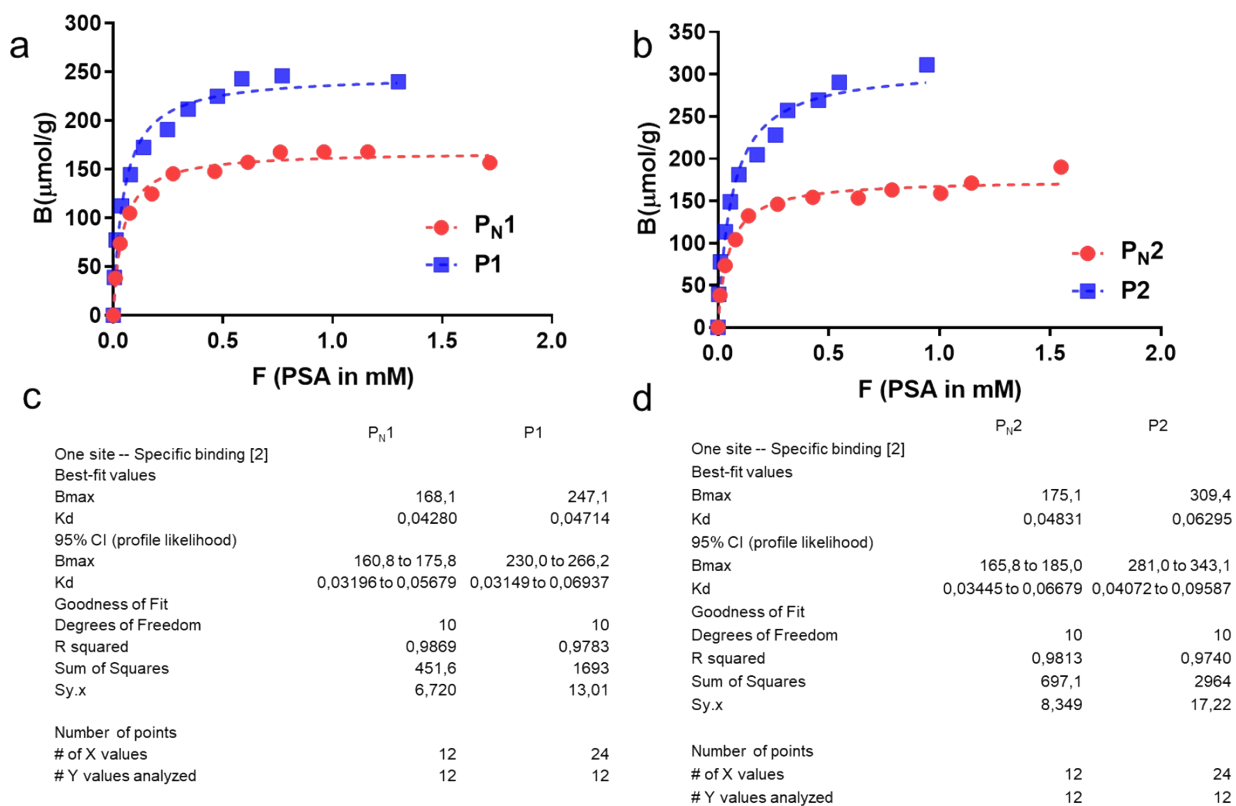 a
300
250
200
150
100
50
0
0.0 0.5 1.0 1.5 2.0
B(μmol/g)
F (PSA in mM)
P_N1
P1
b
350
300
250
200
150
100
50
0
0.0 0.5 1.0 1.5 2.0
B(μmol/g)
F (PSA in mM)
P_N2
P2
c
P_N1 P1
One site -- Specific binding [2]
Best-fit values
Bmax 168,1 247,1
Kd 0,04280 0,04714
95% CI (profile likelihood)
Bmax 160,8 to 175,8 230,0 to 266,2
Kd 0,03196 to 0,05679 0,03149 to 0,06937
Goodness of Fit
Degrees of Freedom 10 10
R squared 0,9869 0,9783
Sum of Squares 451,6 1693
Sy.x 6,720 13,01
Number of points
# of X values 12 24
# Y values analyzed 12 12
d
P_N2 P2
One site -- Specific binding [2]
Best-fit values
Bmax 175,1 309,4
Kd 0,04831 0,06295
95% CI (profile likelihood)
Bmax 165,8 to 185,0 281,0 to 343,1
Kd 0,03445 to 0,06679 0,04072 to 0,09587
Goodness of Fit
Degrees of Freedom 10 10
R squared 0,9813 0,9740
Sum of Squares 697,1 2964
Sy.x 8,349 17,22
Number of points
# of X values 12 24
# Y values analyzed 12 12